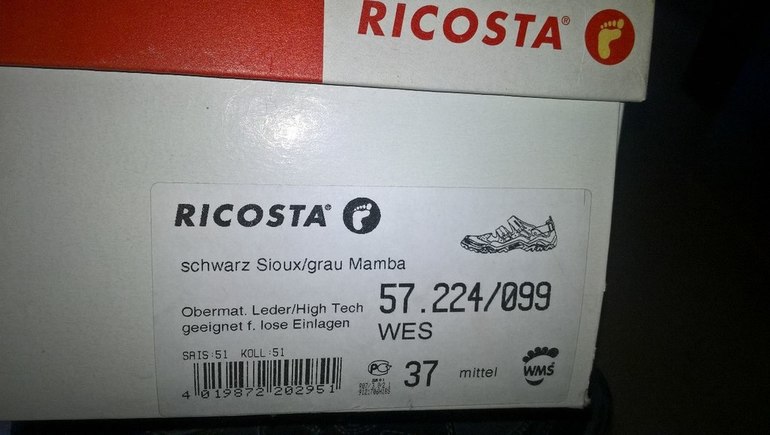 RICOSTA®
RICOSTA®
schwarz Sioux/grau Mamba
57.224/099
Obermat. Leder/High Tech
geeignet f. lose Einlagen
WES
SAIS:51 KOLL:51
4 019872 202951
PC
37 mittel
WMS®